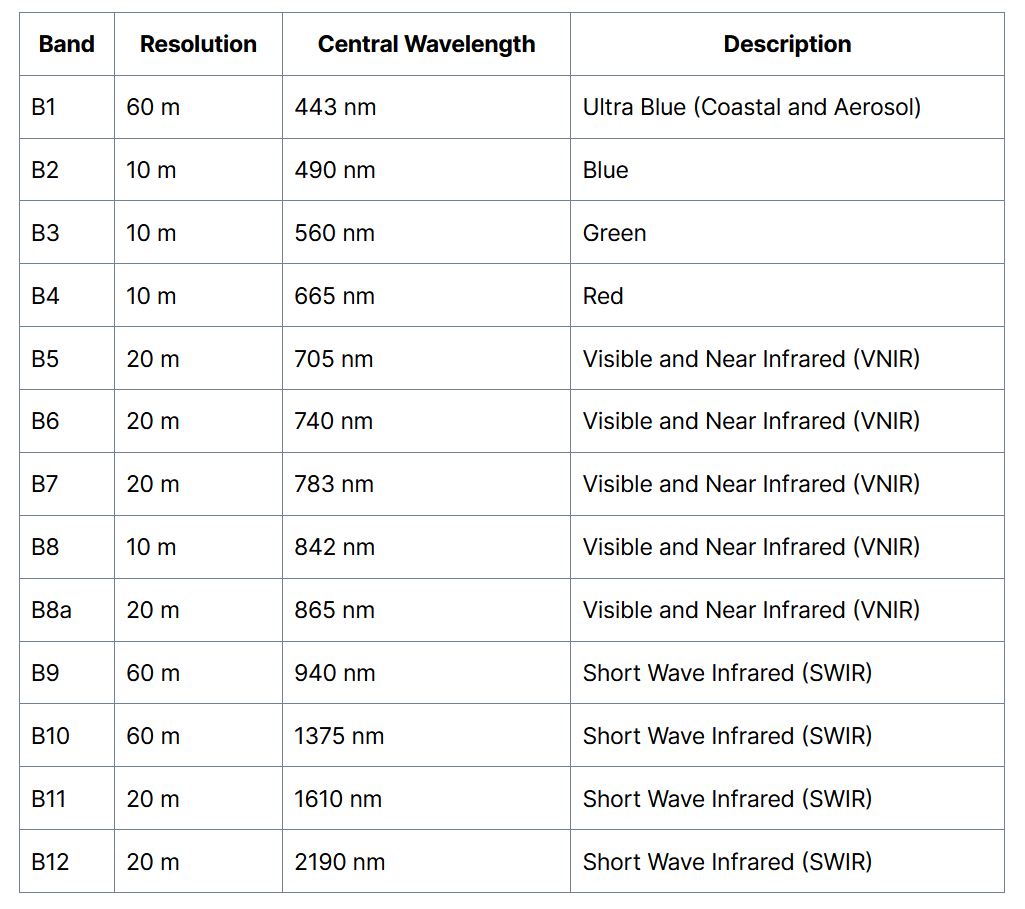 Band Resolution Central Wavelength Description
B1 60 m 443 nm Ultra Blue (Coastal and Aerosol)
B2 10 m 490 nm Blue
B3 10 m 560 nm Green
B4 10 m 665 nm Red
B5 20 m 705 nm Visible and Near Infrared (VNIR)
B6 20 m 740 nm Visible and Near Infrared (VNIR)
B7 20 m 783 nm Visible and Near Infrared (VNIR)
B8 10 m 842 nm Visible and Near Infrared (VNIR)
B8a 20 m 865 nm Visible and Near Infrared (VNIR)
B9 60 m 940 nm Short Wave Infrared (SWIR)
B10 60 m 1375 nm Short Wave Infrared (SWIR)
B11 20 m 1610 nm Short Wave Infrared (SWIR)
B12 20 m 2190 nm Short Wave Infrared (SWIR)